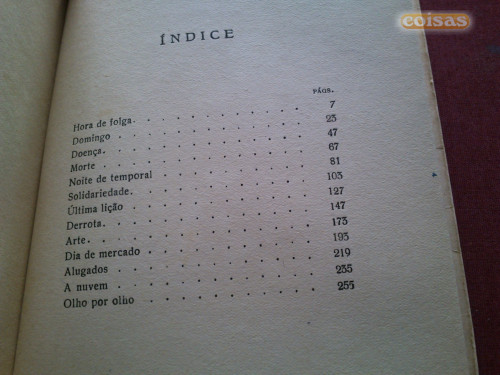 coisas
ÍNDICE
PÁGS.
Hora de folga. . . . . . . . . . . 7
Domingo . . . . . . . . . . . 23
Doença. . . . . . . . . . . . 47
Morte . . . . . . . . . . . . 67
Noite de temporal . . . . . . . . . 81
Solidariedade. . . . . . . . . . . 103
Última lição . . . . . . . . . . . 127
Derrota. . . . . . . . . . . . 147
Arte. . . . . . . . . . . . . 173
Dia de mercado . . . . . . . . . . 193
Alugados . . . . . . . . . . . 219
A nuvem . . . . . . . . . . . 235
Olho por olho . . . . . . . . . . 255